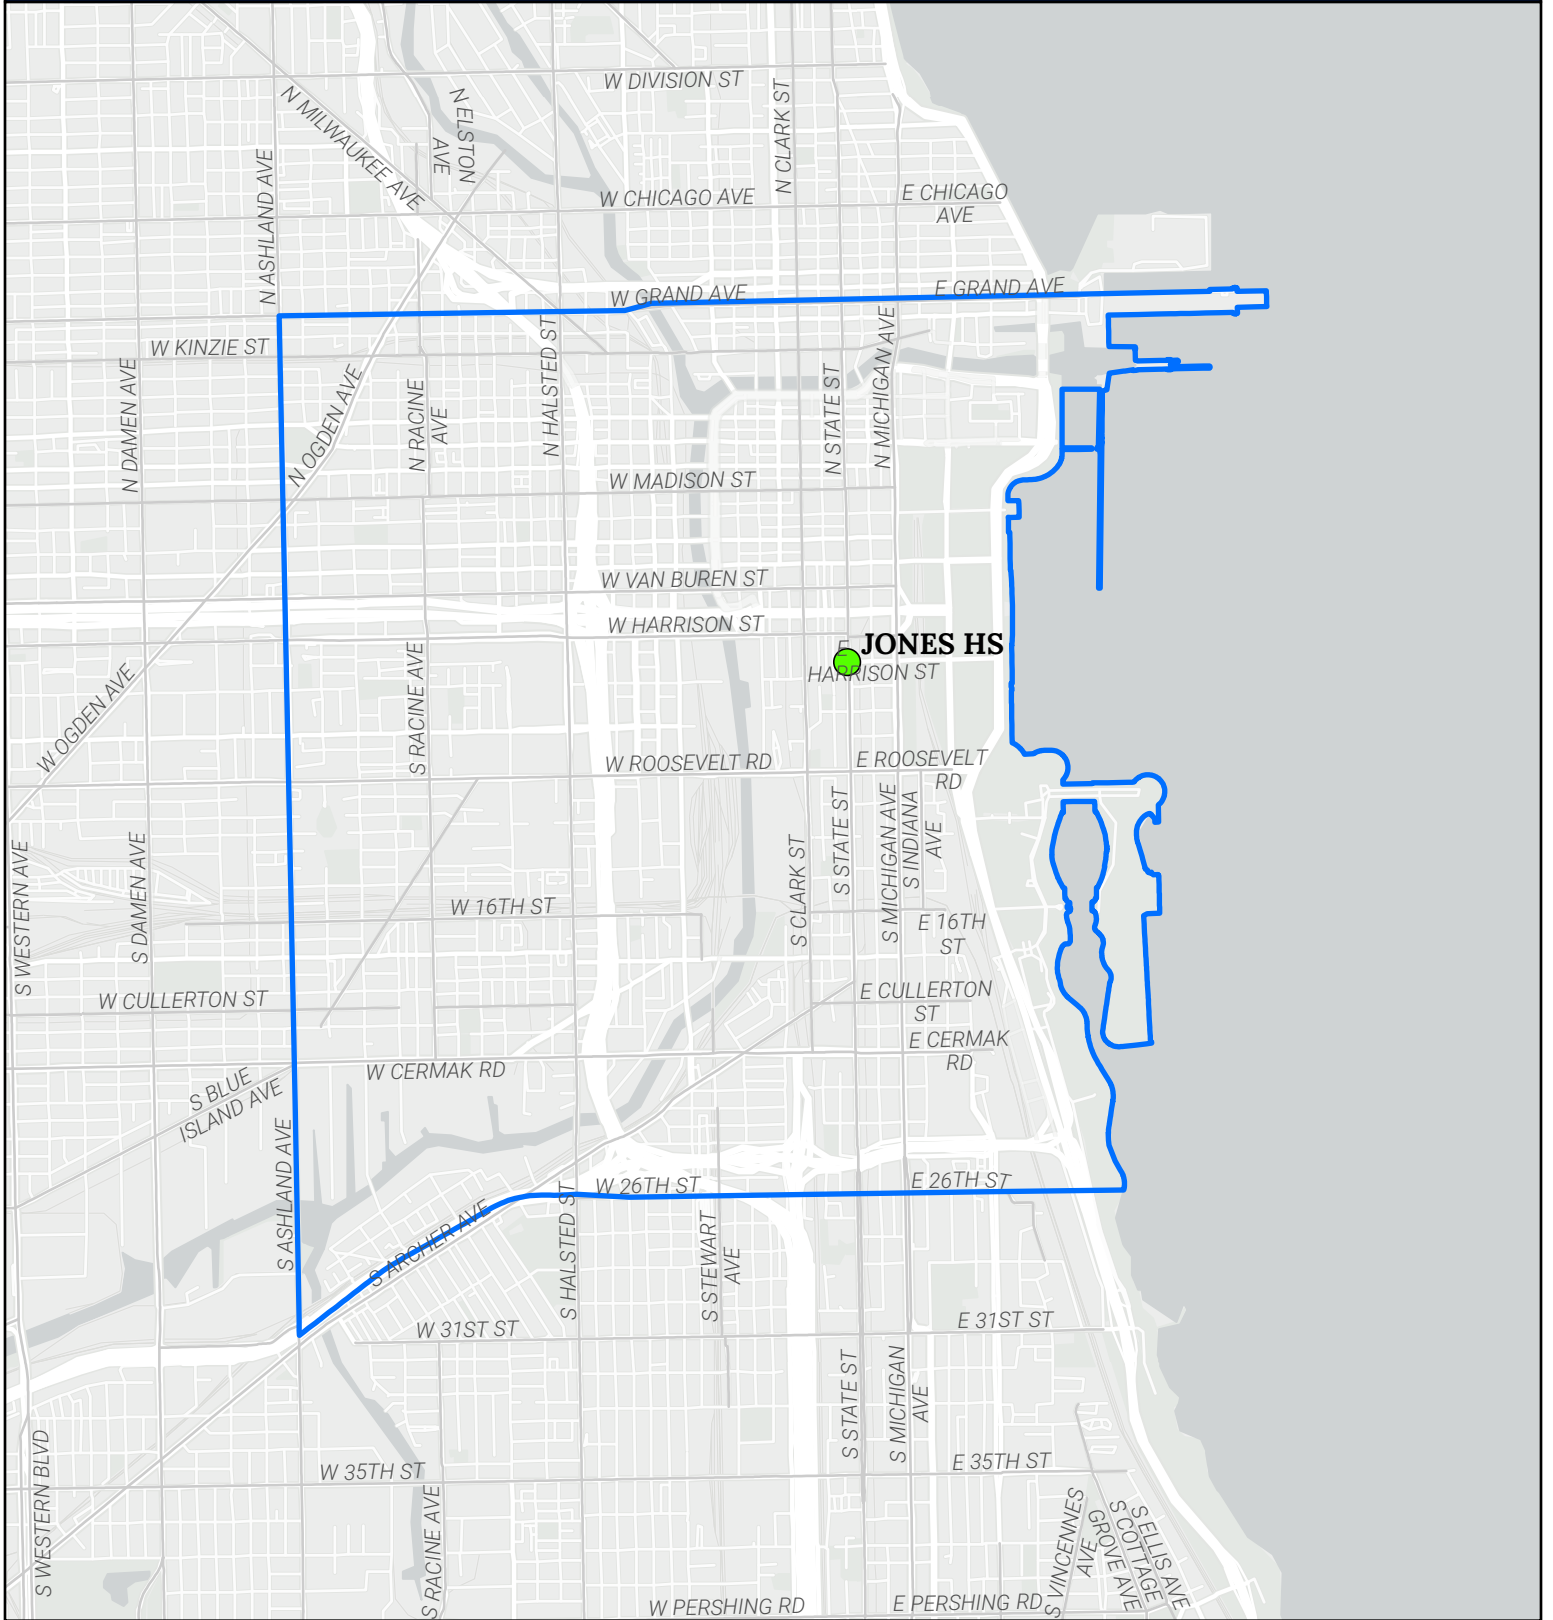 W DIVISION ST
N MILWAUKEE AVE
N ELSTON
AVE
N CLARK ST
N ASHLAND AVE
W CHICAGO AVE
E CHICAGO
AVE
W GRAND AVE
E GRAND AVE
W KINZIE ST
N HALSTED ST
N MICHIGAN AVE
N DAMEN AVE
N OGDEN AVE
N RACINE
AVE
N STATE ST
W MADISON ST
W VAN BUREN ST
W HARRISON ST
JONES HS
E
HARRISON ST
W OGDEN AVE
S RACINE AVE
W ROOSEVELT RD
E ROOSEVELT
RD
S WESTERN AVE
S DAMEN AVE
S CLARK ST
S STATE ST
S MICHIGAN AVE
S INDIANA
AVE
W 16TH ST
E 16TH
ST
W CULLERTON ST
E CULLERTON
ST
E CERMAK
RD
W CERMAK RD
S BLUE
ISLAND AVE
S ASHLAND AVE
W 26TH ST
E 26TH ST
S ARCHER AVE
S HALSTED ST
S STEWART
AVE
W 31ST ST
E 31ST ST
S STATE ST
S MICHIGAN
AVE
W 35TH ST
E 35TH ST
S WESTERN BLVD
S RACINE AVE
S VINCENNES
AVE
S COTTAGE
GROVE AVE
S ELLIS AVE
W PERSHING RD
E PERSHING RD